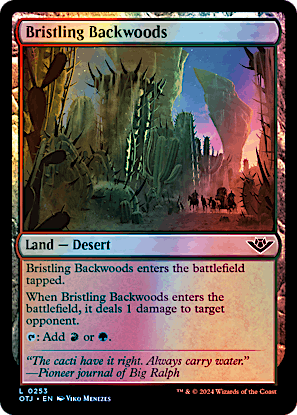 Bristling Backwoods
Land — Desert
Bristling Backwoods enters the battlefield
tapped.
When Bristling Backwoods enters the
battlefield, it deals 1 damage to target
opponent.
: Add or .
"The cacti have it right. Always carry water."
—Pioneer journal of Big Ralph
L 0253
OTJ • EN Viko Menezes
™ & © 2024 Wizards of the Coast